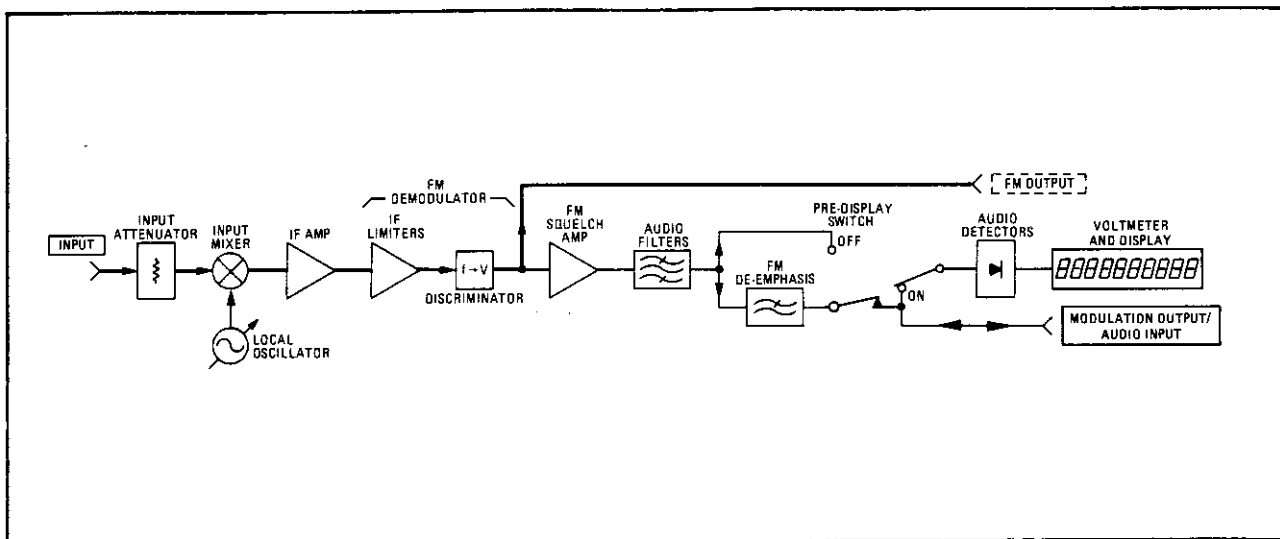 INPUT
INPUT
ATTENUATOR
INPUT
MIXER
LOCAL
OSCILLATOR
IF AMP
FM
DEMODULATOR
IF
LIMITERS
f→V
DISCRIMINATOR
FM
SQUELCH
AMP
AUDIO
FILTERS
FM
DE-EMPHASIS
PRE-DISPLAY
SWITCH
OFF
ON
AUDIO
DETECTORS
FM OUTPUT
VOLTMETER
AND DISPLAY
8888888888
MODULATION OUTPUT/
AUDIO INPUT